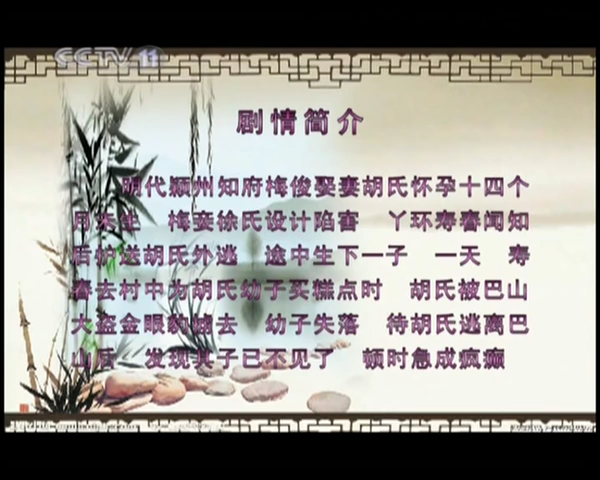 CCTV 11
剧情简介
明代颍州知府梅俊娶妻胡氏怀孕十四个
月未生 梅妾徐氏设计陷害 丫环寿春闻知
后护送胡氏外逃 途中生下一子 一天 寿
春去村中为胡氏幼子买糕点时 胡氏被巴山
大盗金眼豹掳去 幼子失落 待胡氏逃离巴
山后 发现其子已不见了 顿时急成疯癫